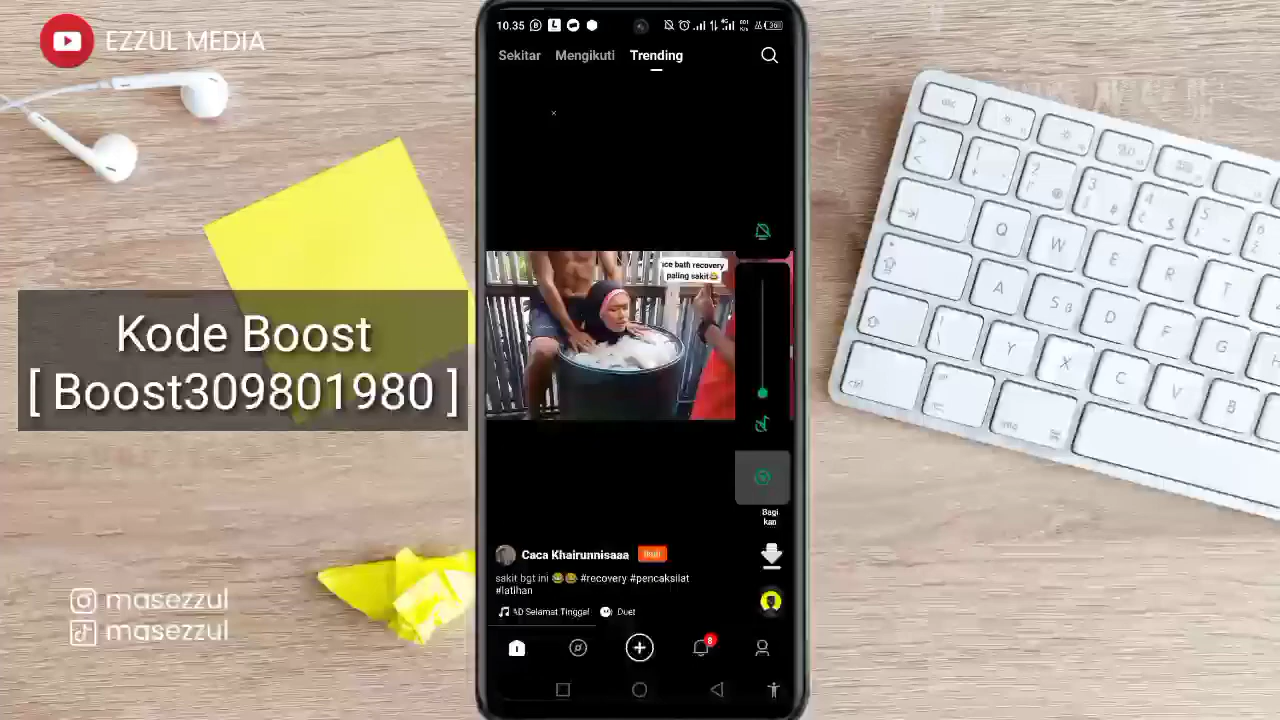 EZZUL MEDIA
Kode Boost
[ Boost309801980 ]
masezzul
masezzul
10.35
Sekitar Mengikuti Trending
ice bath recovery
paling sakit😂
Bagi
kan
Caca Khairunnisaaa
sakit bgt ini 😂😂 #recovery #pencaksilat
#latihan
Selamat Tinggal Duet
8
Q W E R T
A S D F G
Y X C V B